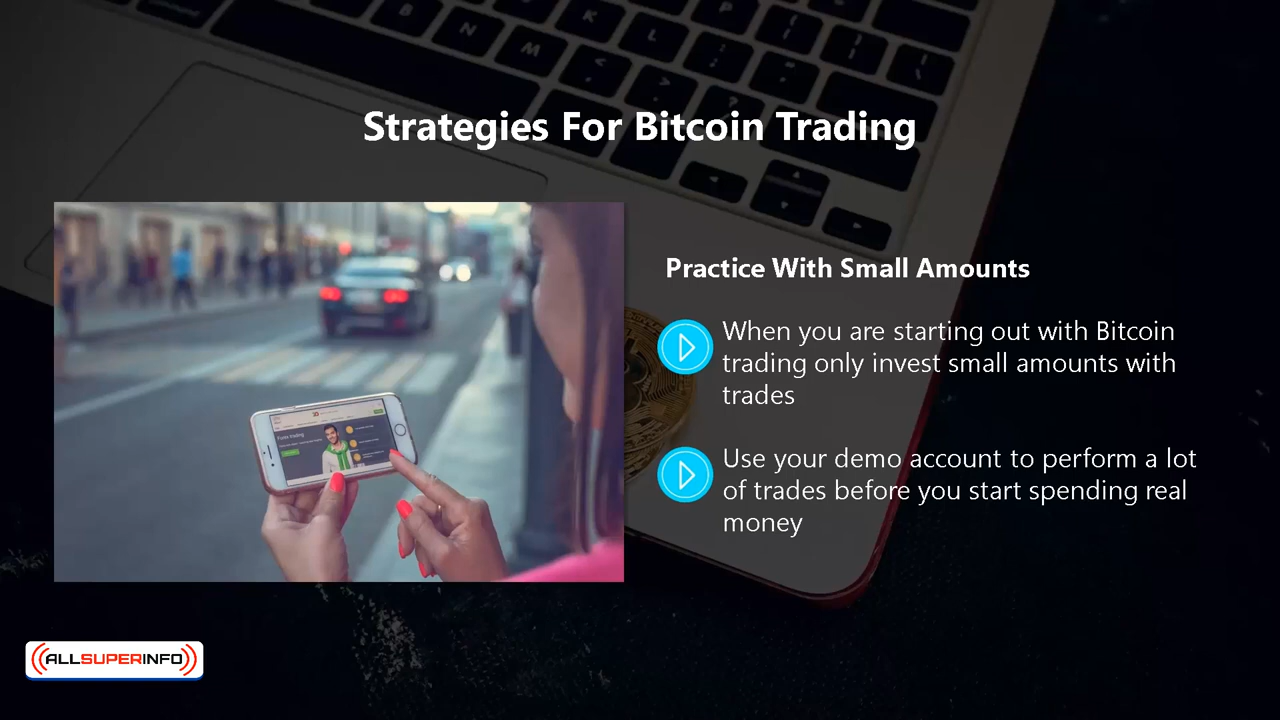 Strategies For Bitcoin Trading
Practice With Small Amounts
When you are starting out with Bitcoin
trading only invest small amounts with
trades
Use your demo account to perform a lot
of trades before you start spending real
money
Forex trading
ALLSUPERINFO